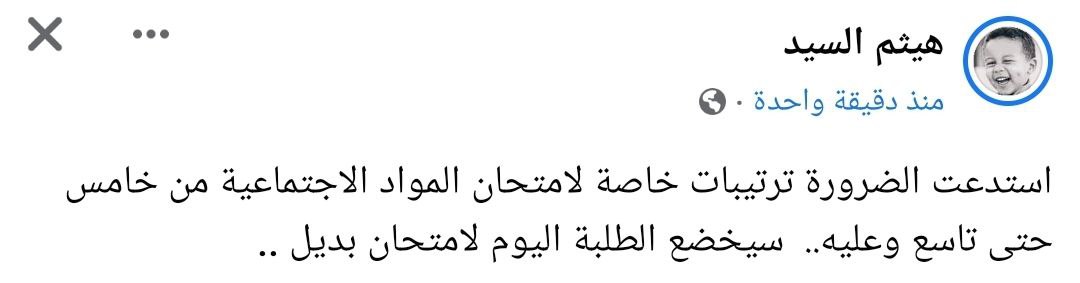 هيثم السيد
منذ دقيقة واحدة ·
استدعت الضرورة ترتيبات خاصة لامتحان المواد الاجتماعية من خامس
حتى تاسع وعليه.. سيخضع الطلبة اليوم لامتحان بديل ..